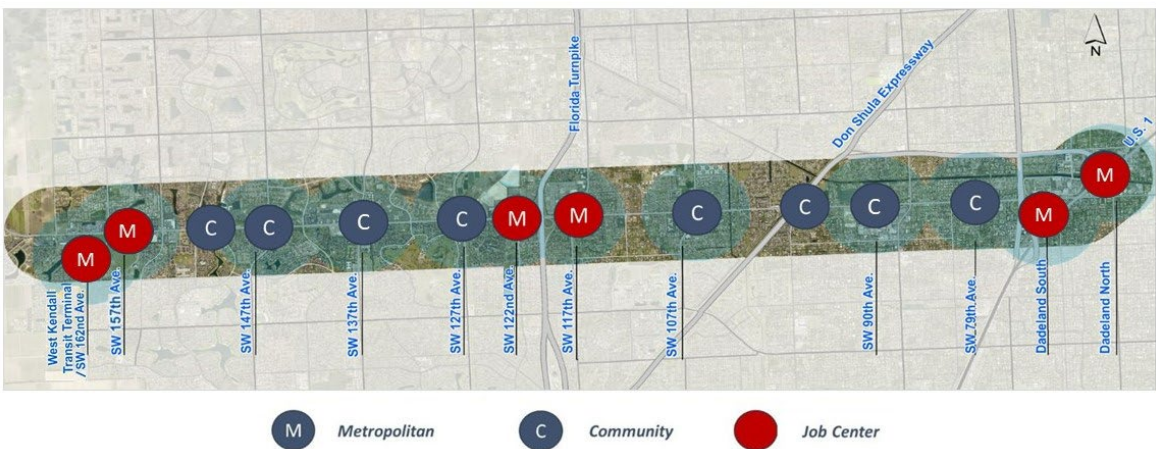 N
Florida Turnpike
Don Shula Expressway
U.S. 1
M
M
C
C
C
C
M
M
C
C
C
C
M
M
West Kendall
Transit Terminal
/ SW 162nd Ave.
SW 157th Ave.
SW 147th Ave.
SW 137th Ave.
SW 127th Ave.
SW 122nd Ave.
SW 117th Ave.
SW 107th Ave.
SW 90th Ave.
SW 79th Ave.
Dadeland South
Dadeland North
M Metropolitan
C Community
Job Center